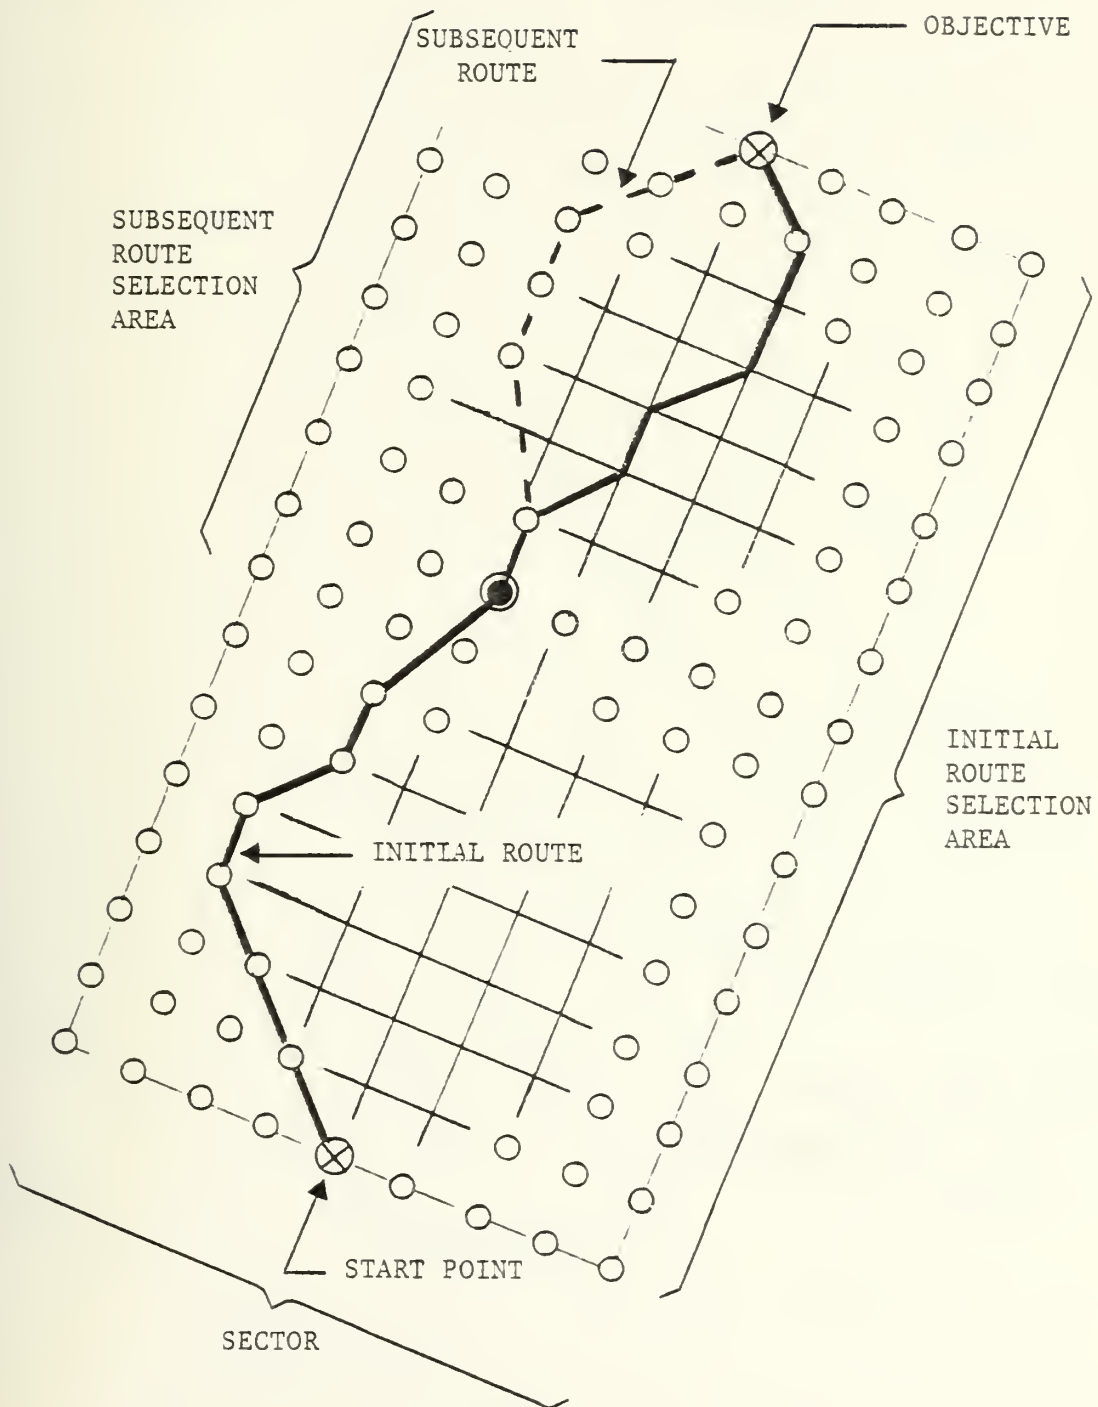 SUBSEQUENT
ROUTE
OBJECTIVE
SUBSEQUENT
ROUTE
SELECTION
AREA
INITIAL
ROUTE
SELECTION
AREA
INITIAL ROUTE
START POINT
SECTOR